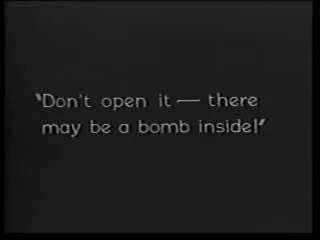 "Don't open it — there
may be a bomb inside!"